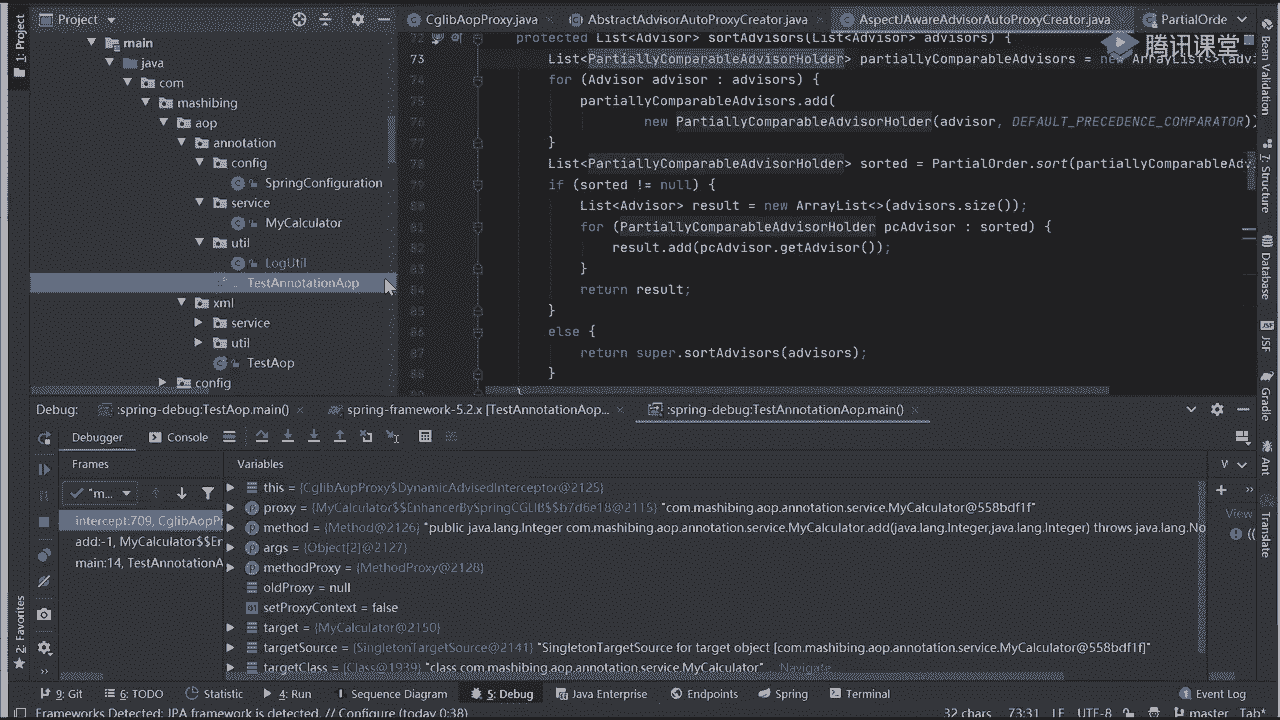 Project
CglibAopProxy.java
AbstractAdvisorAutoProxyCreator.java
AspectJAwareAdvisorAutoProxyCreator.java
PartialOrde
腾讯课堂
1: Project
main
java
com
mashibing
aop
annotation
config
SpringConfiguration
service
MyCalculator
util
LogUtil
TestAnnotationAop
xml
service
util
TestAop
config
72 protected List<Advisor> sortAdvisors(List<Advisor> advisors) {
73 List<PartiallyComparableAdvisorHolder> partiallyComparableAdvisors = new ArrayList<>(advi
74 for (Advisor advisor : advisors) {
75 partiallyComparableAdvisors.add(
76 new PartiallyComparableAdvisorHolder(advisor, DEFAULT_PRECEDENCE_COMPARATOR))
77 }
78 List<PartiallyComparableAdvisorHolder> sorted = PartialOrder.sort(partiallyComparableAd
79 if (sorted != null) {
80 List<Advisor> result = new ArrayList<>(advisors.size());
81 for (PartiallyComparableAdvisorHolder pcAdvisor : sorted) {
82 result.add(pcAdvisor.getAdvisor());
83 }
84 return result;
85 }
86 else {
87 return super.sortAdvisors(advisors);
88 }
Bean Validation
7: Structure
Database
JSF
Gradle
Ant
Translate
Debug:
:spring-debug:TestAop.main()
spring-framework-5.2.x [TestAnnotationAop...
:spring-debug:TestAnnotationAop.main()
Debugger
Console
Frames
Variables
"m...
intercept:709, CglibAopPr
add:-1, MyCalculator$$En
main:14, TestAnnotationA
this = {CglibAopProxy$DynamicAdvisedInterceptor@2125}
proxy = {MyCalculator$$EnhancerBySpringCGLIB$$b7d6e18@2115} "com.mashibing.aop.annotation.service.MyCalculator@558bdf1f"
method = {Method@2126} "public java.lang.Integer com.mashibing.aop.annotation.service.MyCalculator.add(java.lang.Integer,java.lang.Integer) throws java.lang.No
args = {Object[2]@2127}
methodProxy = {MethodProxy@2128}
oldProxy = null
setProxyContext = false
target = {MyCalculator@2150}
targetSource = {SingletonTargetSource@2141} "SingletonTargetSource for target object [com.mashibing.aop.annotation.service.MyCalculator@558bdf1f]"
targetClass = {Class@1939} "class com.mashibing.aop.annotation.service.MyCalculator" ... Navigate
View
2: Favorites
9: Git
6: TODO
Statistic
4: Run
Sequence Diagram
5: Debug
Java Enterprise
Endpoints
Spring
Terminal
Event Log
Frameworks Detected: JPA framework is detected. // Configure (today 0:38)
32 chars
73:31
LF
UTF-8
master
Tab*